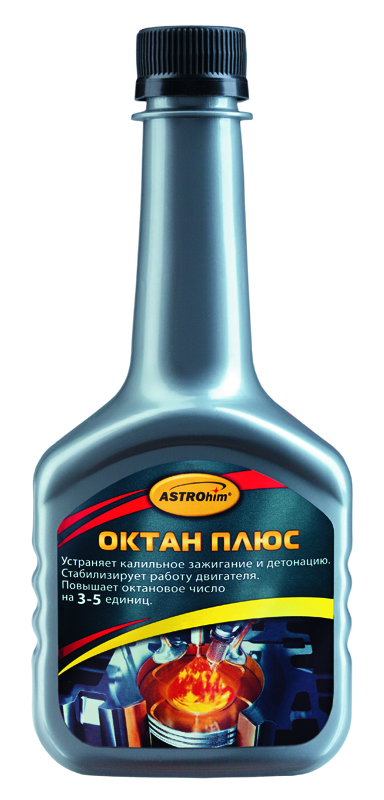 ASTROhim®
ОКТАН ПЛЮС
Устраняет калильное зажигание и детонацию.
Стабилизирует работу двигателя.
Повышает октановое число
на 3-5 единиц.